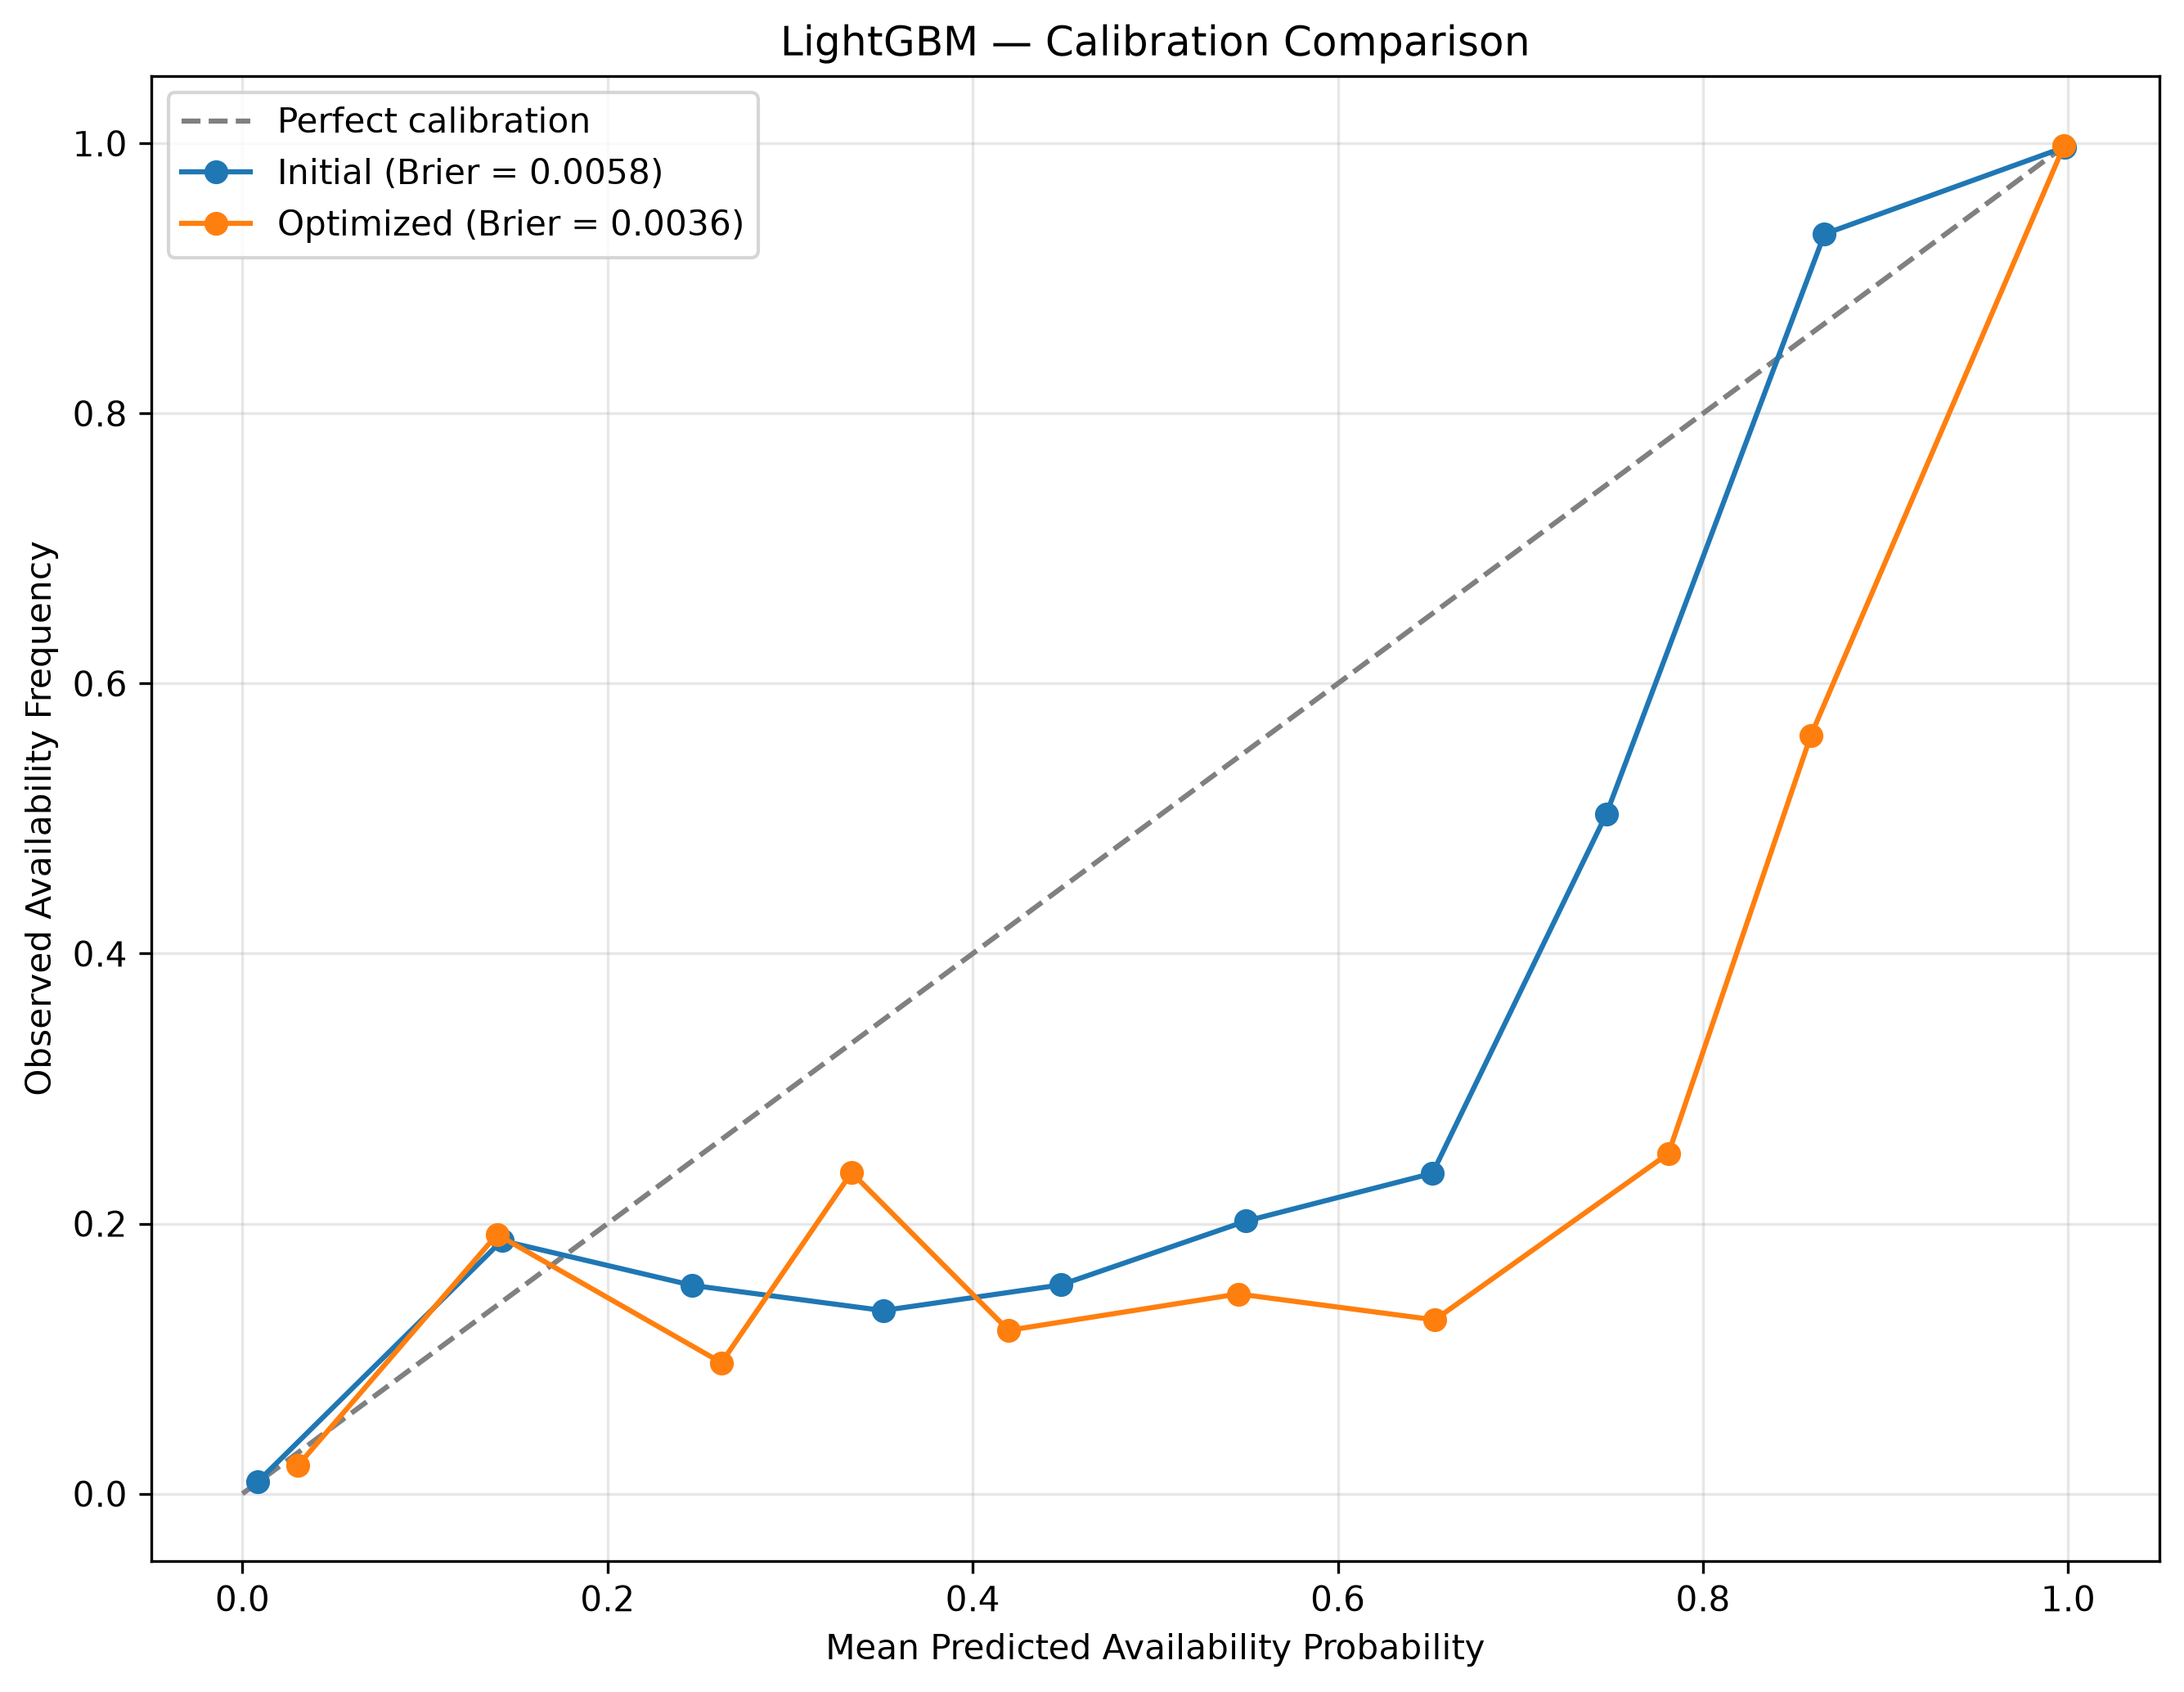 LightGBM — Calibration Comparison
Perfect calibration
Initial (Brier = 0.0058)
Optimized (Brier = 0.0036)
Observed Availability Frequency
1.0
0.8
0.6
0.4
0.2
0.0
0.0 0.2 0.4 0.6 0.8 1.0
Mean Predicted Availability Probability